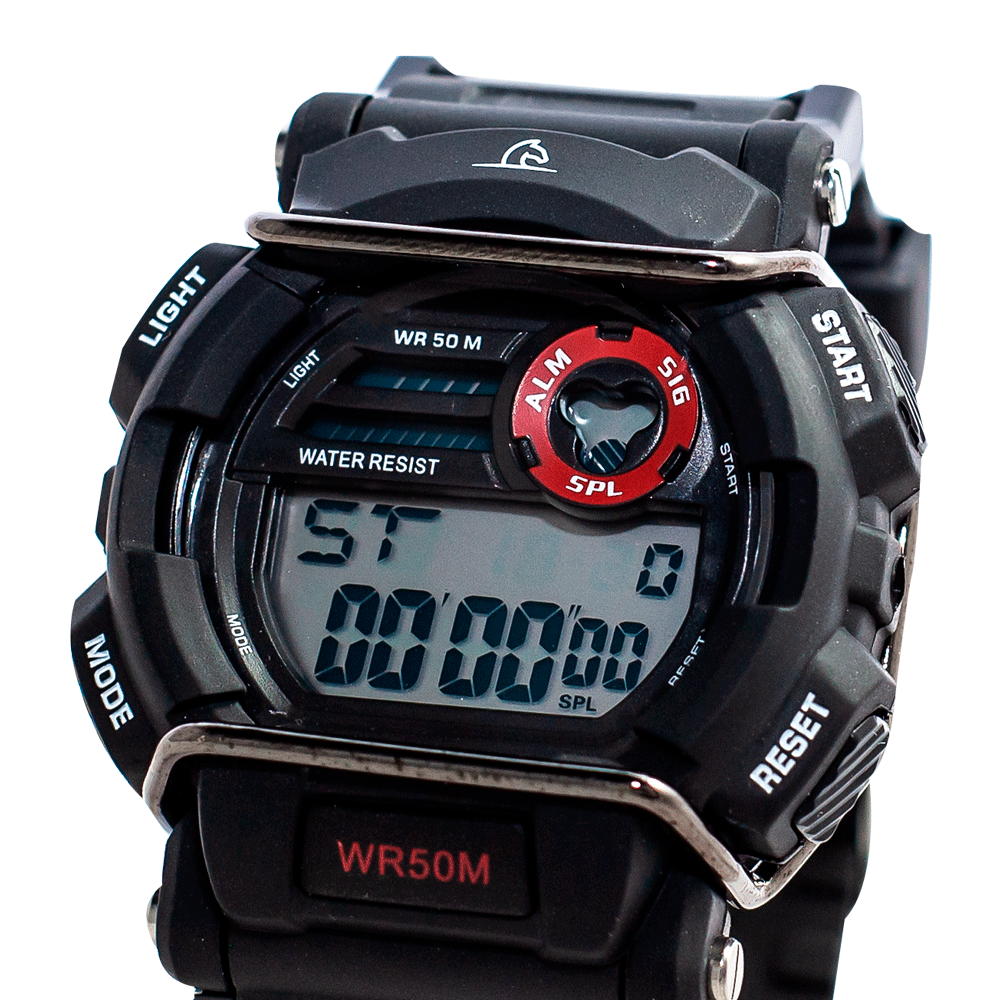 LIGHT
START
WR 50 M
LIGHT
ALM
SIG
SPL
WATER RESIST
START
ST
0
00'00"00
SPL
MODE
RESET
MODE
RESET
WR50M